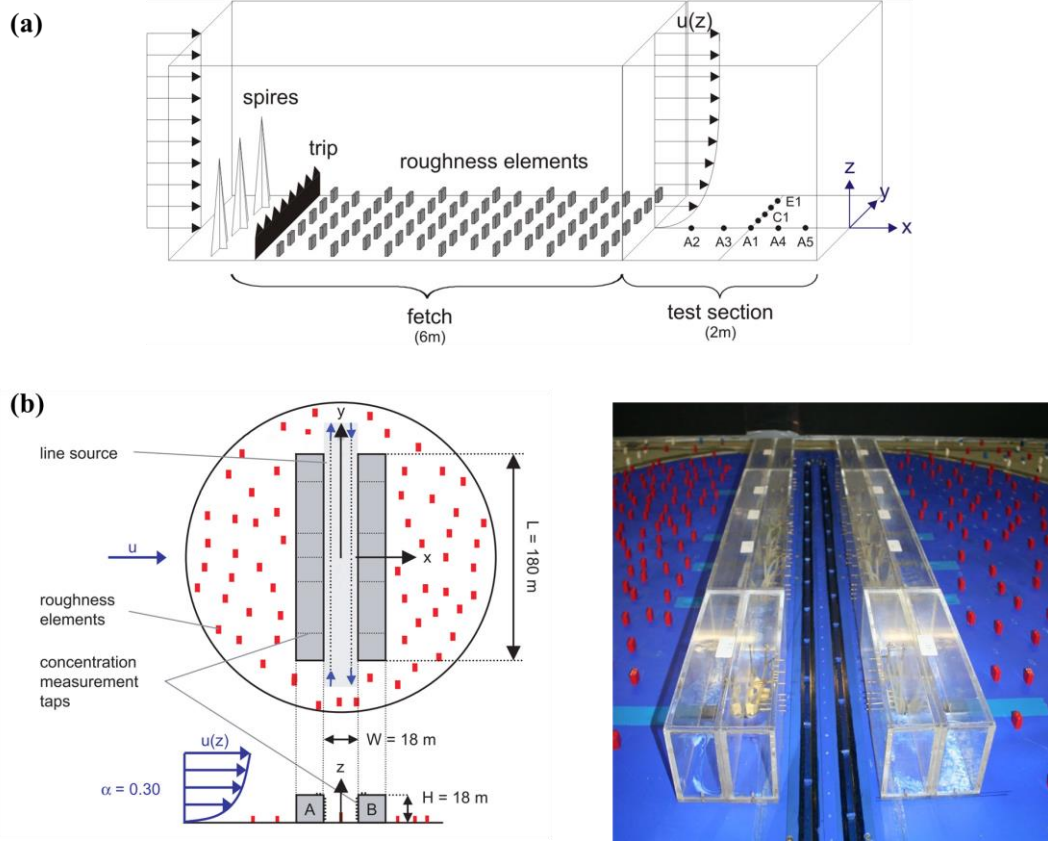 (a)
u(z)
spires
trip
roughness elements
z
y
x
E1
C1
A2 A3 A1 A4 A5
fetch
(6m)
test section
(2m)
(b)
y
line source
L = 180 m
u
x
roughness
elements
concentration
measurement
taps
W = 18 m
u(z)
z
α = 0.30
A
B
H = 18 m